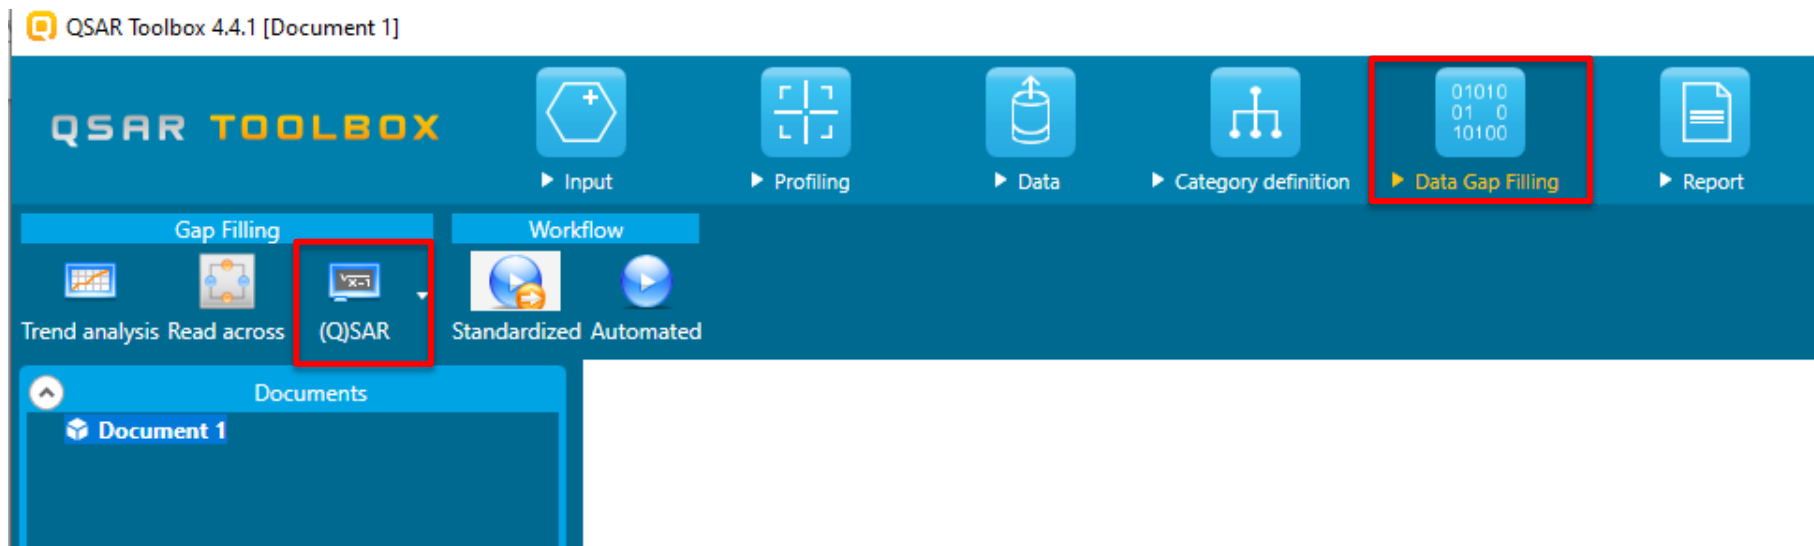 QSAR Toolbox 4.4.1 [Document 1]
QSAR TOOLBOX
01010
01 0
10100
Input
Profiling
Data
Category definition
Data Gap Filling
Report
Gap Filling
Workflow
√x-1
Trend analysis
Read across
(Q)SAR
Standardized
Automated
Documents
Document 1